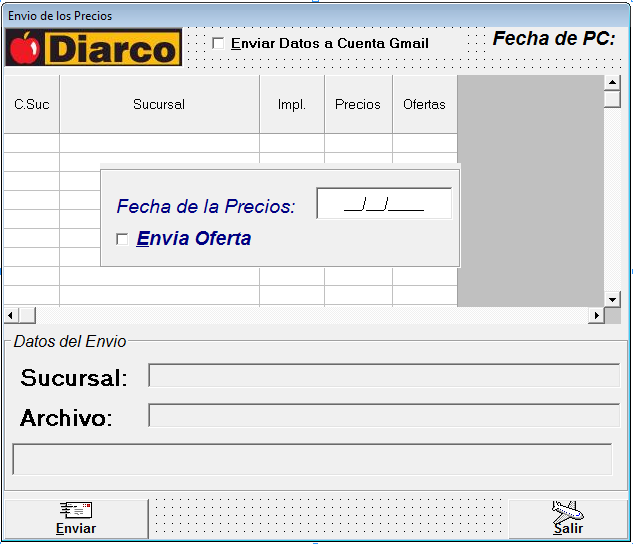 Envio de los Precios
Diarco
Enviar Datos a Cuenta Gmail
Fecha de PC:
C.Suc Sucursal Impl. Precios Ofertas
Fecha de la Precios: __/__/____
Envia Oferta
Datos del Envio
Sucursal:
Archivo:
Enviar
Salir